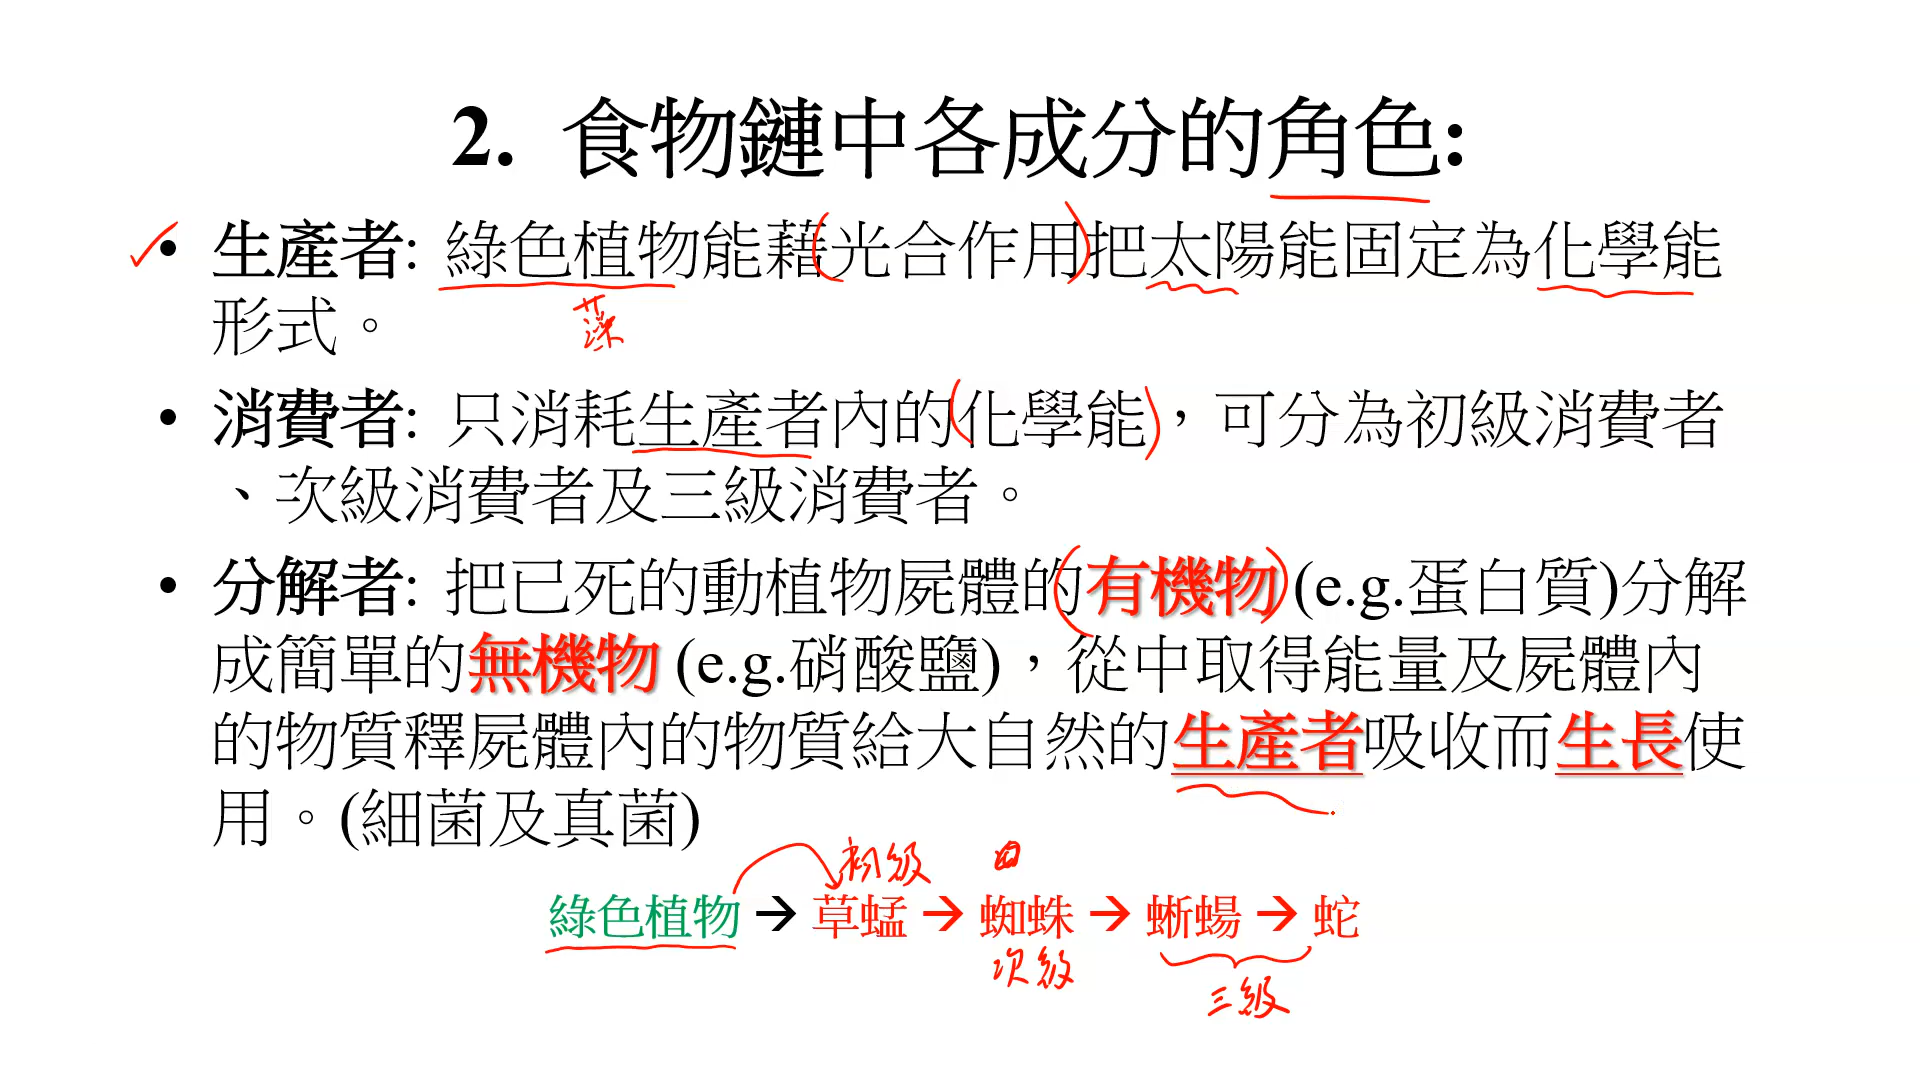 2. 食物鏈中各成分的角色:
• 生產者: 綠色植物能藉光合作用把太陽能固定為化學能
形式。
藻
• 消費者: 只消耗生產者內的化學能，可分為初級消費者
、次級消費者及三級消費者。
• 分解者: 把已死的動植物屍體的有機物 (e.g.蛋白質)分解
成簡單的無機物 (e.g.硝酸鹽)，從中取得能量及屍體內
的物質釋屍體內的物質給大自然的生產者吸收而生長使
用。(細菌及真菌)
初級
綠色植物 → 草蜢 → 蜘蛛 → 蜥蜴 → 蛇
次級
三級